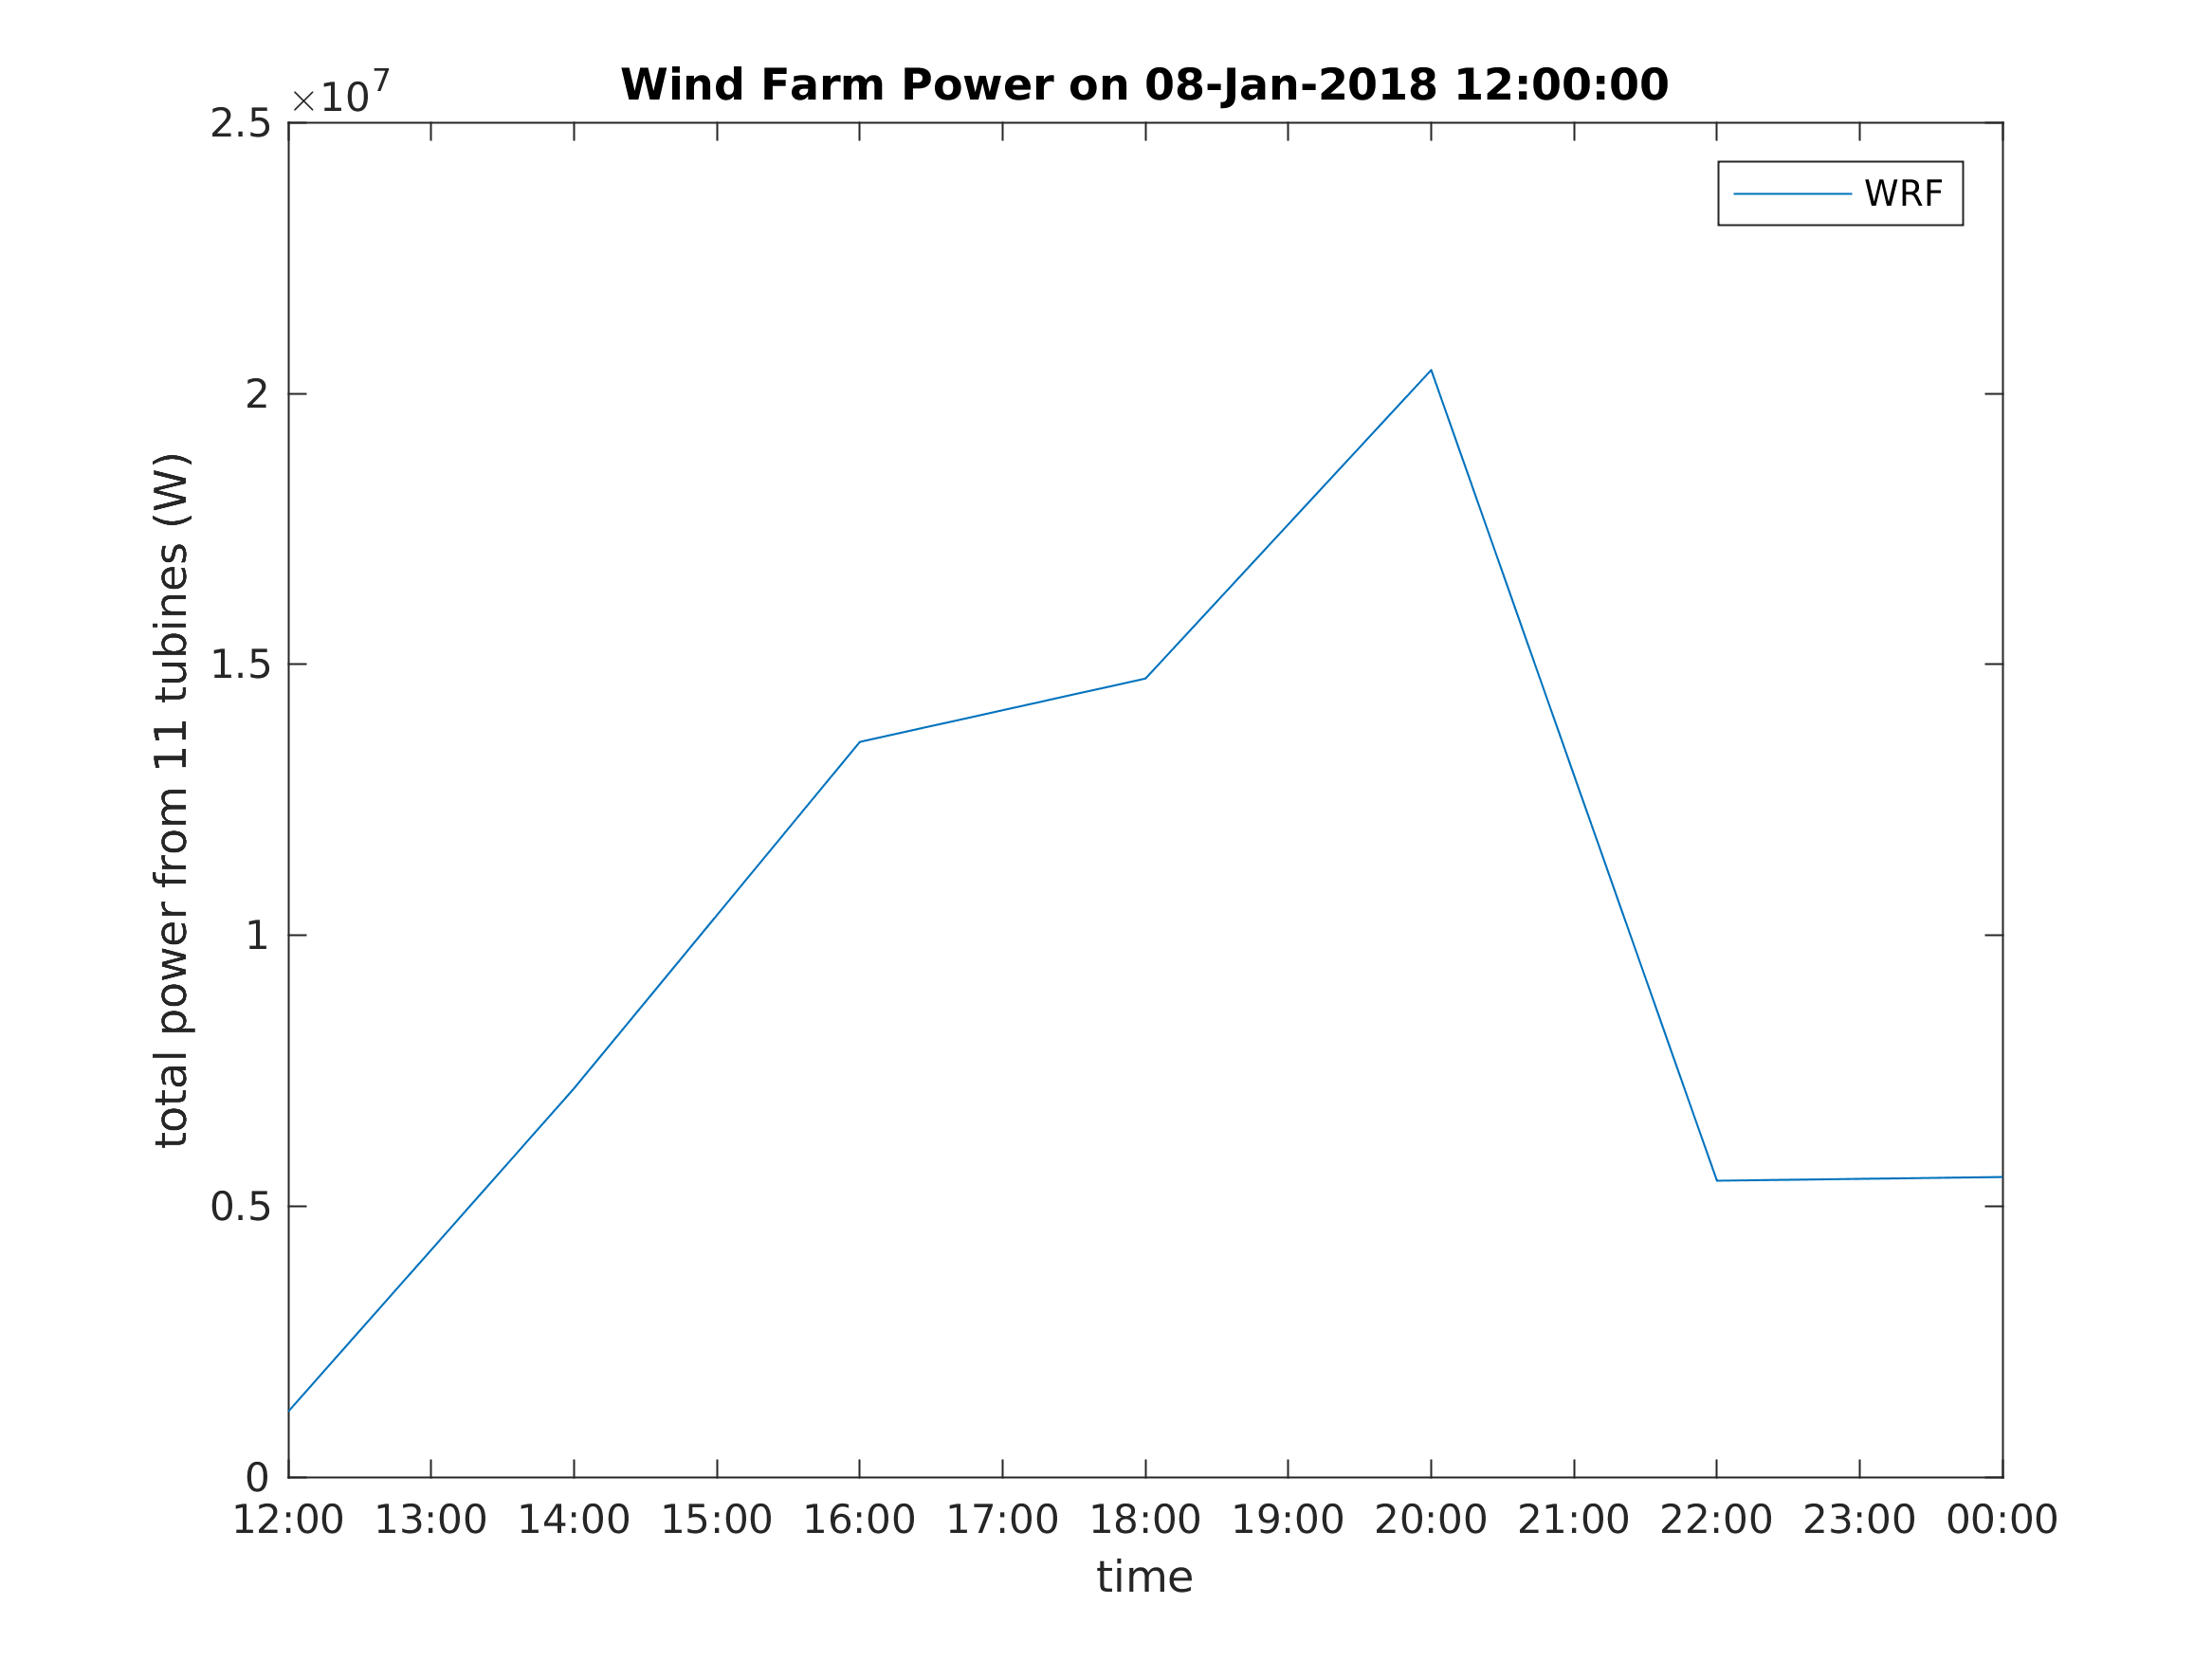 Wind Farm Power on 08-Jan-2018 12:00:00
×10^7
WRF
2.5
2
1.5
1
0.5
0
total power from 11 tubines (W)
12:00 13:00 14:00 15:00 16:00 17:00 18:00 19:00 20:00 21:00 22:00 23:00 00:00
time